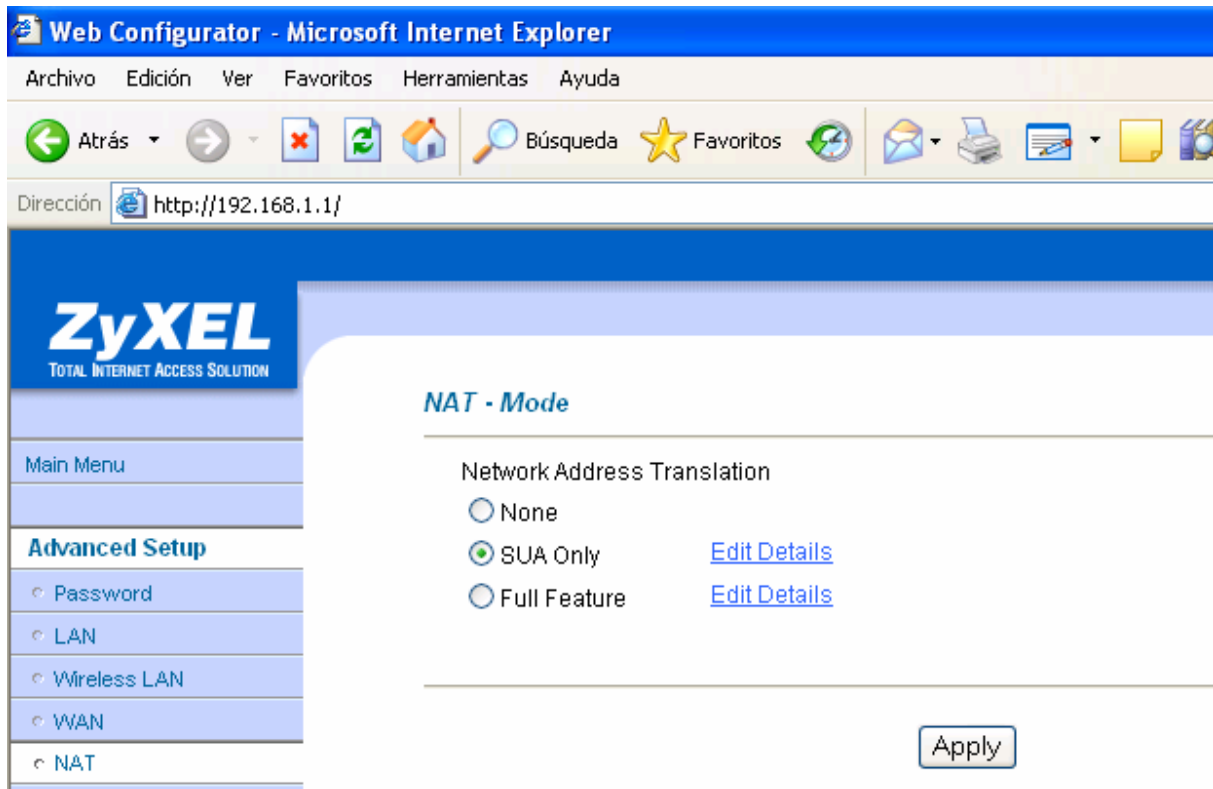 Web Configurator - Microsoft Internet Explorer
Archivo Edición Ver Favoritos Herramientas Ayuda
Atrás Búsqueda Favoritos
Dirección http://192.168.1.1/
ZyXEL
TOTAL INTERNET ACCESS SOLUTION
Main Menu
Advanced Setup
Password
LAN
Wireless LAN
WAN
NAT
NAT - Mode
Network Address Translation
None
SUA Only Edit Details
Full Feature Edit Details
Apply